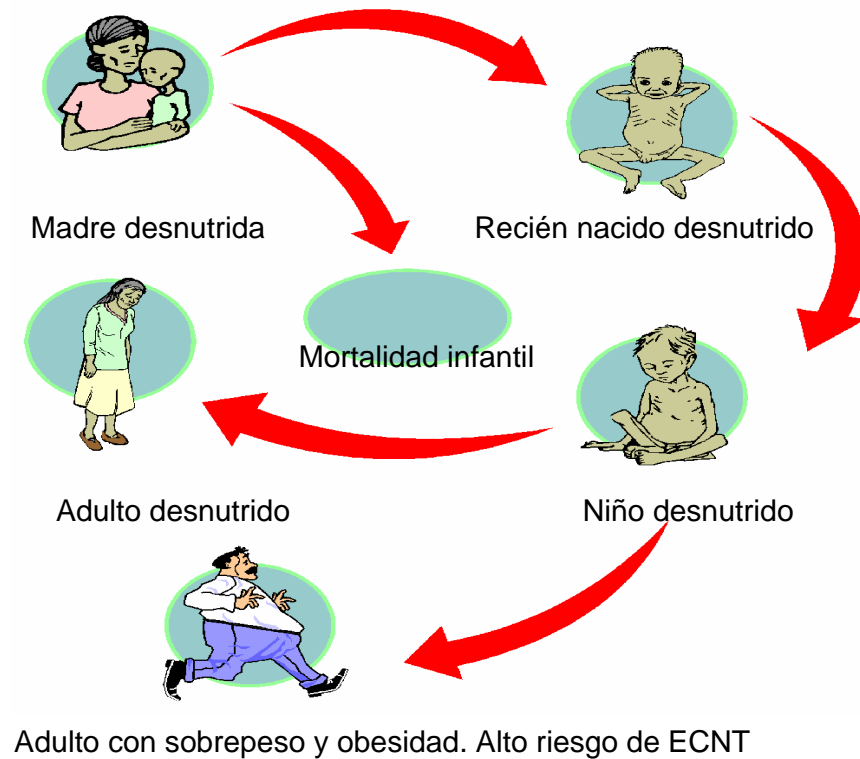 Madre desnutrida
Recién nacido desnutrido
Mortalidad infantil
Adulto desnutrido
Niño desnutrido
Adulto con sobrepeso y obesidad. Alto riesgo de ECNT